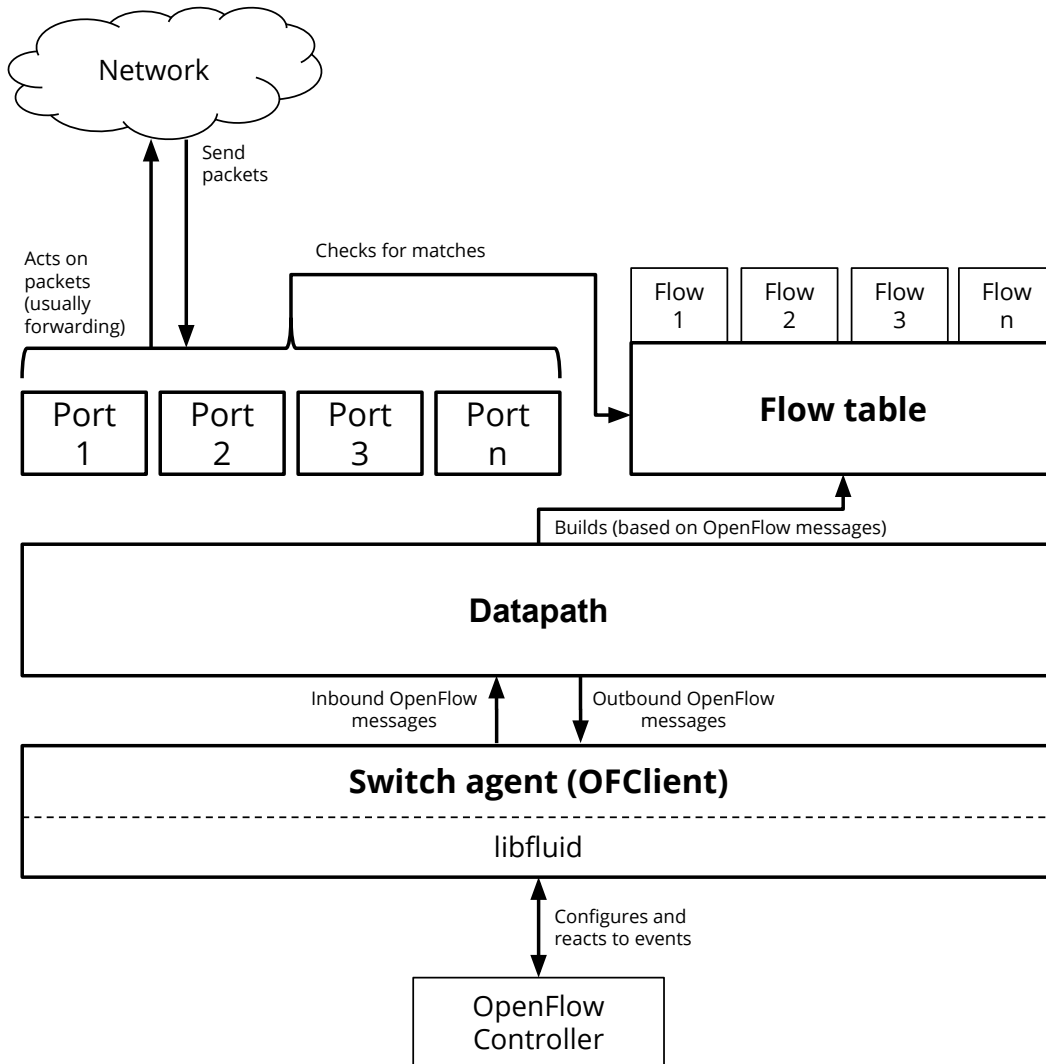 Network
Send
packets
Acts on
packets
(usually
forwarding)
Checks for matches
Flow
1
Flow
2
Flow
3
Flow
n
Flow table
Port
1
Port
2
Port
3
Port
n
Builds (based on OpenFlow messages)
Datapath
Inbound OpenFlow
messages
Outbound OpenFlow
messages
Switch agent (OFClient)
libfluid
Configures and
reacts to events
OpenFlow
Controller